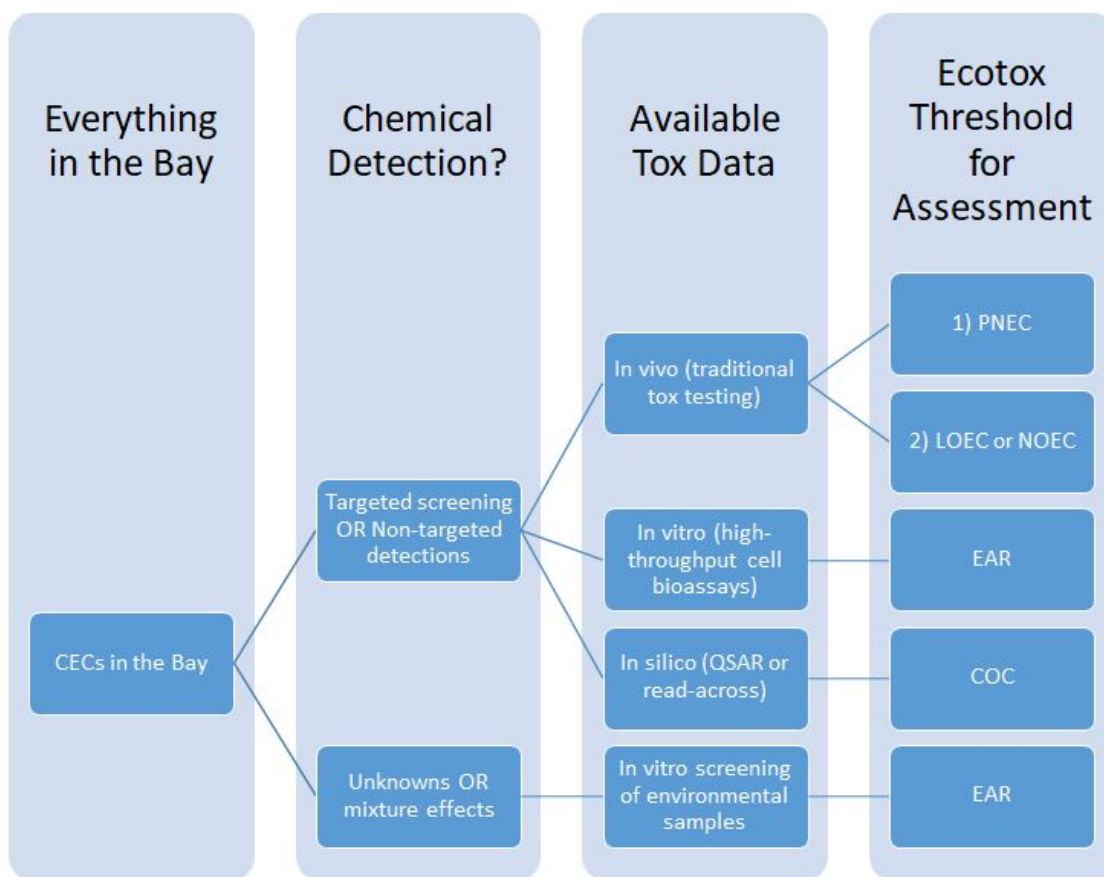 Everything
in the Bay
Chemical
Detection?
Available
Tox Data
Ecotox
Threshold
for
Assessment
CECs in the Bay
Targeted screening
OR Non-targeted
detections
Unknowns OR
mixture effects
In vivo (traditional
tox testing)
In vitro (high-
throughput cell
bioassays)
In silico (QSAR or
read-across)
In vitro screening
of environmental
samples
1) PNEC
2) LOEC or NOEC
EAR
COC
EAR